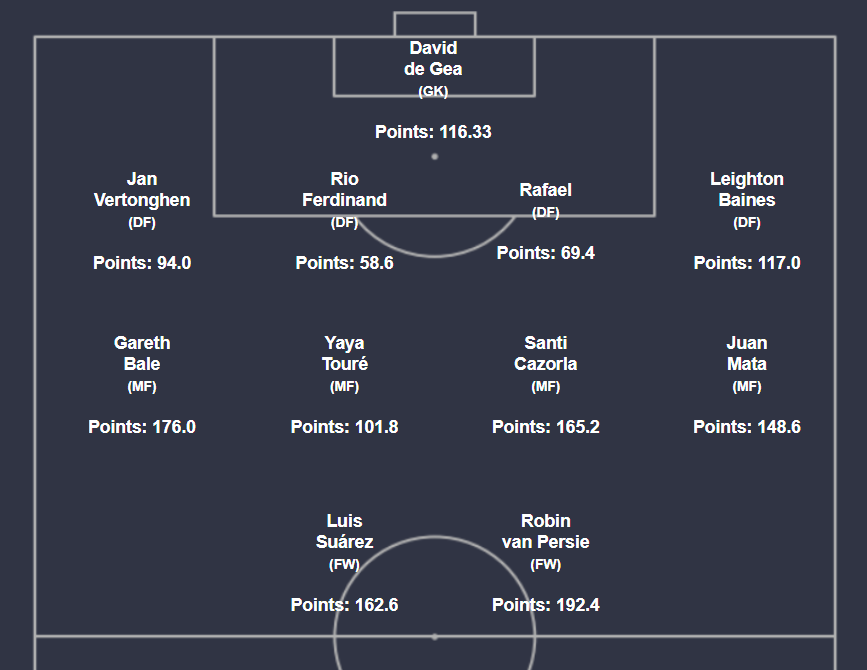 David
de Gea
(GK)
Points: 116.33
Jan
Vertonghen
(DF)
Points: 94.0
Rio
Ferdinand
(DF)
Points: 58.6
Rafael
(DF)
Points: 69.4
Leighton
Baines
(DF)
Points: 117.0
Gareth
Bale
(MF)
Points: 176.0
Yaya
Touré
(MF)
Points: 101.8
Santi
Cazorla
(MF)
Points: 165.2
Juan
Mata
(MF)
Points: 148.6
Luis
Suárez
(FW)
Points: 162.6
Robin
van Persie
(FW)
Points: 192.4